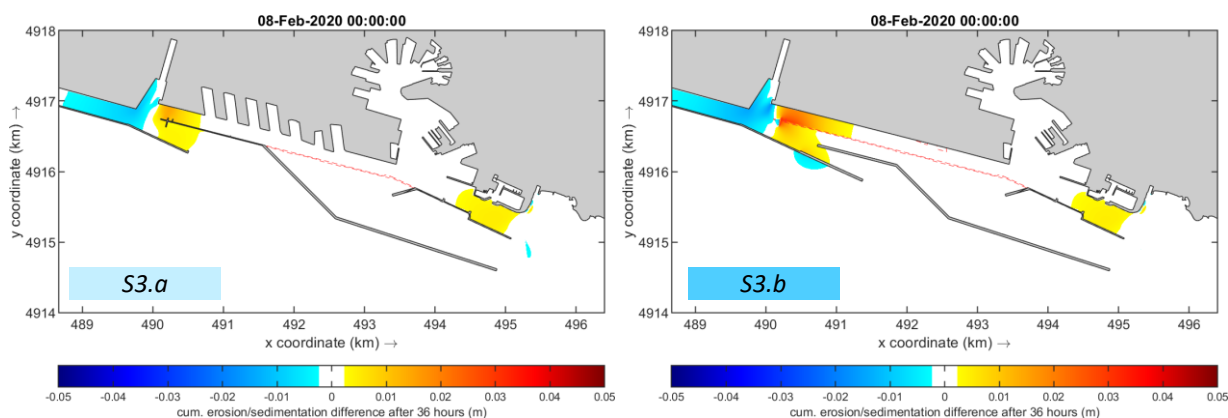 08-Feb-2020 00:00:00
4918
4917
4916
4915
4914
y coordinate (km) →
S3.a
489 490 491 492 493 494 495 496
x coordinate (km) →
-0.05 -0.04 -0.03 -0.02 -0.01 0 0.01 0.02 0.03 0.04 0.05
cum. erosion/sedimentation difference after 36 hours (m)
08-Feb-2020 00:00:00
4918
4917
4916
4915
4914
y coordinate (km) →
S3.b
489 490 491 492 493 494 495 496
x coordinate (km) →
-0.05 -0.04 -0.03 -0.02 -0.01 0 0.01 0.02 0.03 0.04 0.05
cum. erosion/sedimentation difference after 36 hours (m)